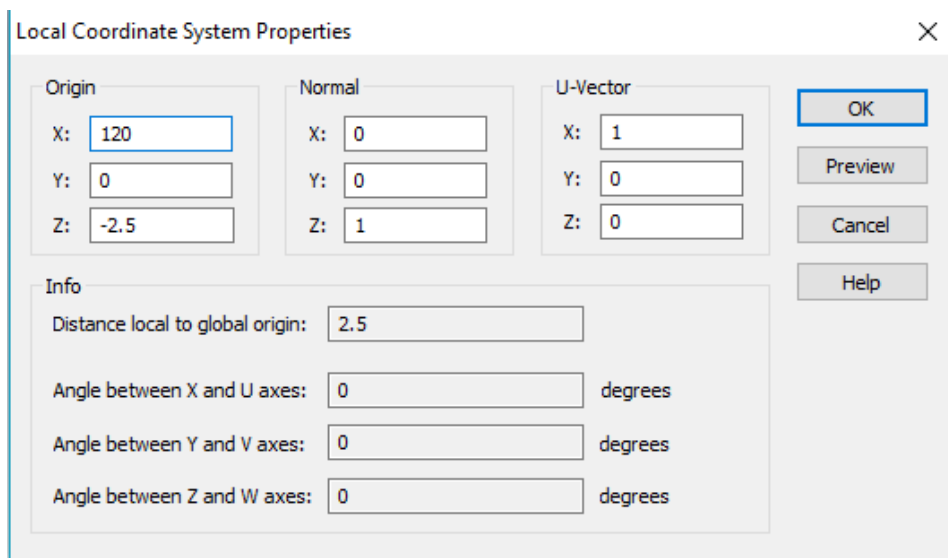 Local Coordinate System Properties
Origin
X: 120
Y: 0
Z: -2.5
Normal
X: 0
Y: 0
Z: 1
U-Vector
X: 1
Y: 0
Z: 0
OK
Preview
Cancel
Help
Info
Distance local to global origin: 2.5
Angle between X and U axes: 0 degrees
Angle between Y and V axes: 0 degrees
Angle between Z and W axes: 0 degrees